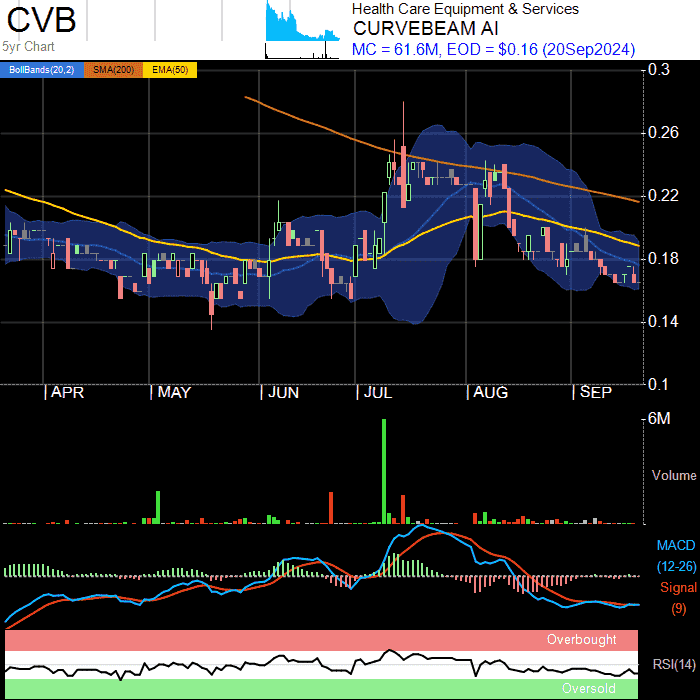 CVB
5yr Chart
Health Care Equipment & Services
CURVEBEAM AI
MC = 61.6M, EOD = $0.16 (20Sep2024)
BollBands(20,2) SMA(200) EMA(50)
0.3
0.26
0.22
0.18
0.14
0.1
APR MAY JUN JUL AUG SEP
6M
Volume
MACD
(12-26)
Signal
(9)
Overbought
RSI(14)
Oversold